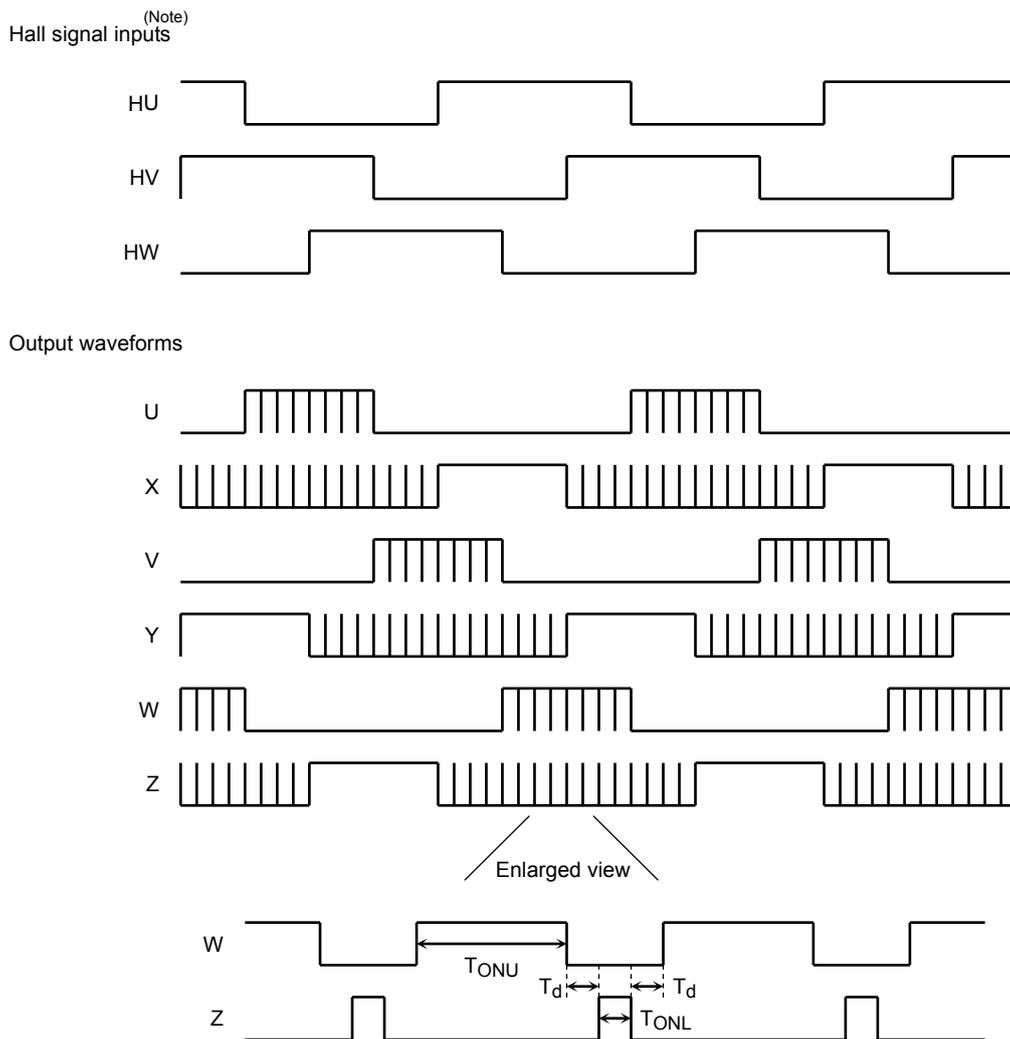 (Note)
Hall signal inputs
HU
HV
HW
Output waveforms
U
X
V
Y
W
Z
Enlarged view
W
TONU
Td
Td
Z
TONL